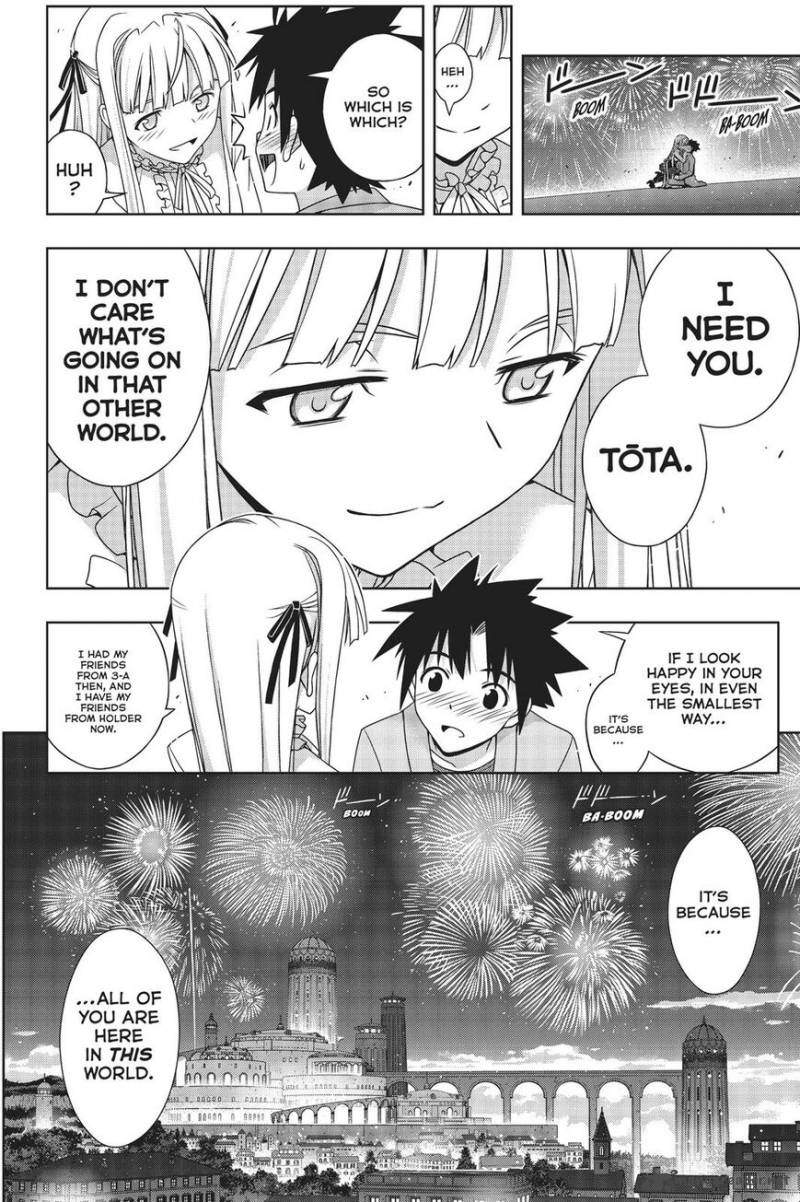 ドドーン
BOOM
ドドーン
BA-BOOM
HEH
...
SO
WHICH IS
WHICH?
HUH
?
I
NEED
YOU.
TŌTA.
I DON'T
CARE
WHAT'S
GOING ON
IN THAT
OTHER
WORLD.
IF I LOOK
HAPPY IN YOUR
EYES, IN EVEN
THE SMALLEST
WAY...
IT'S
BECAUSE
...
I HAD MY
FRIENDS
FROM 3-A
THEN, AND
I HAVE MY
FRIENDS
FROM HOLDER
NOW.
ドドーン
BA-BOOM
ドーン
BOOM
IT'S
BECAUSE
...
...ALL OF
YOU ARE
HERE
IN THIS
WORLD.